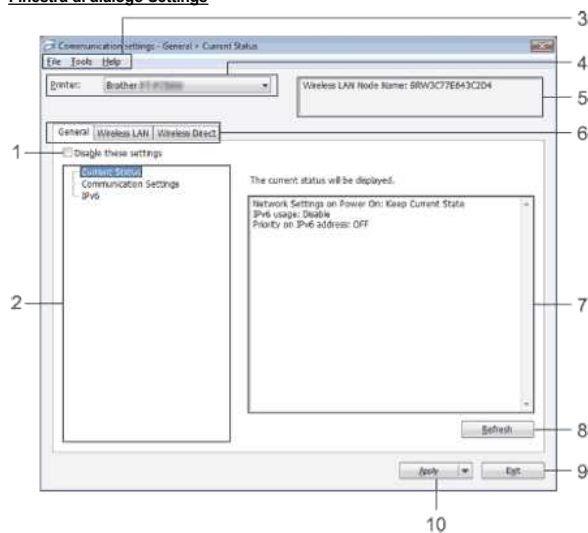 Finestra di dialogo Settings
3
Communication settings - General > Current Status
File Tools Help
4
Printer: Brother
Wireless LAN Node Name: BRW3C77E643C2D4
5
General Wireless LAN Wireless Direct
6
1
Disable these settings
Current Status
Communication Settings
IPv6
The current status will be displayed.
Network Settings on Power On: Keep Current State
IPv6 usage: Disable
Priority on IPv6 address: OFF
2
7
Refresh
8
Apply
Exit
9
10